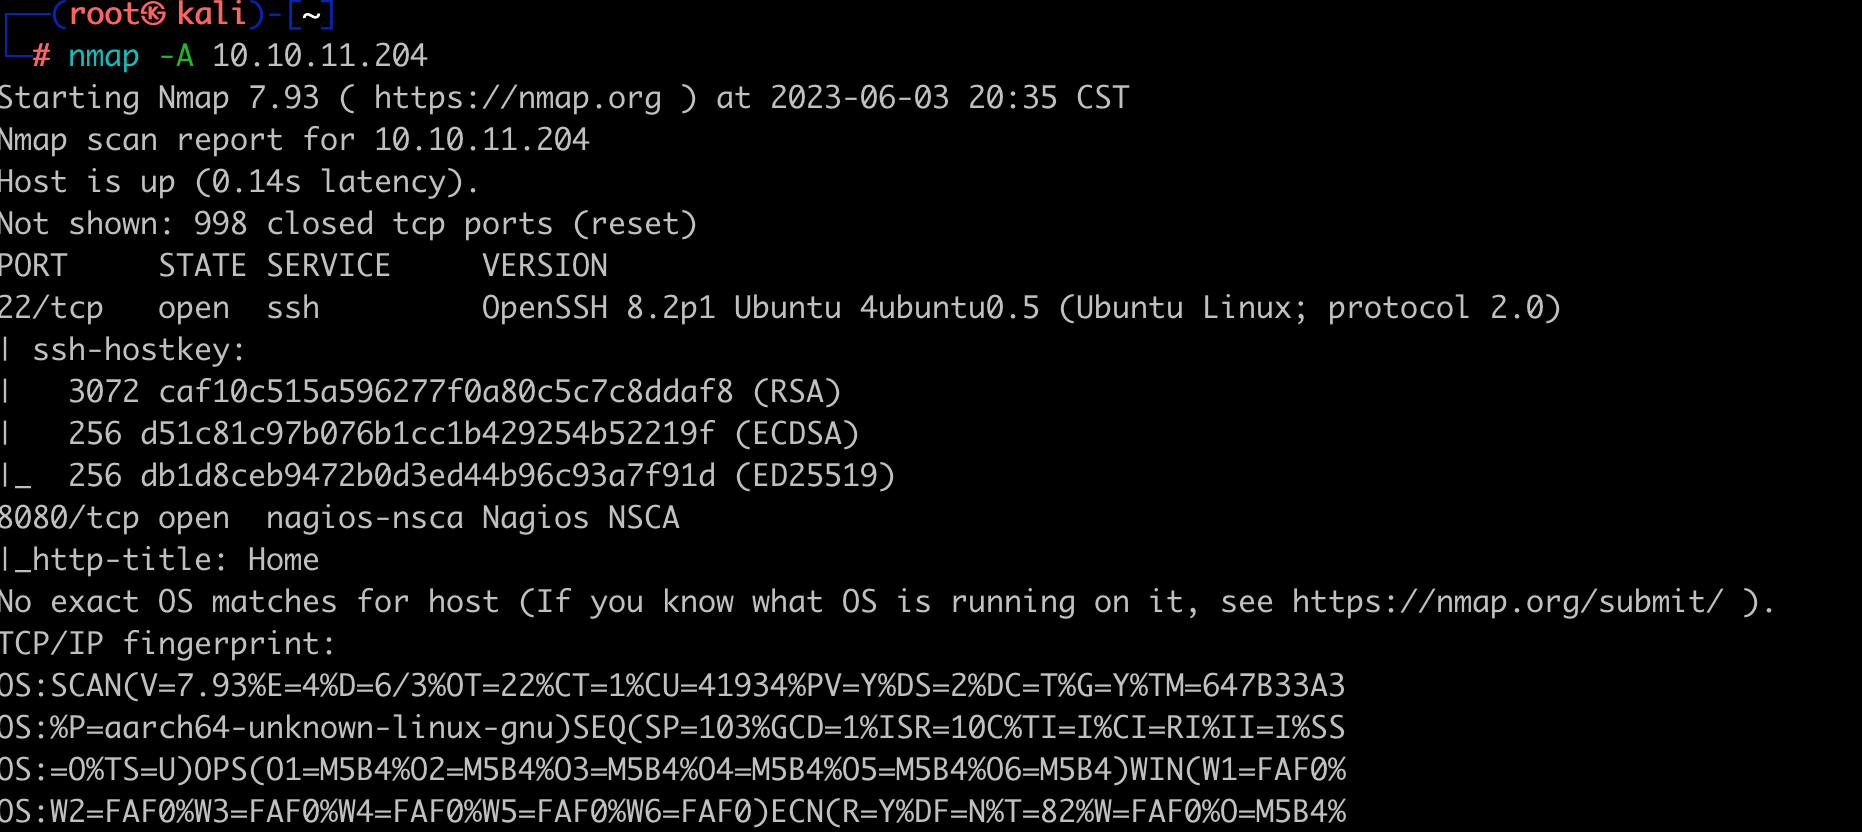 (root㉿kali)-[~]
# nmap -A 10.10.11.204
Starting Nmap 7.93 ( https://nmap.org ) at 2023-06-03 20:35 CST
Nmap scan report for 10.10.11.204
Host is up (0.14s latency).
Not shown: 998 closed tcp ports (reset)
PORT     STATE SERVICE     VERSION
22/tcp   open  ssh         OpenSSH 8.2p1 Ubuntu 4ubuntu0.5 (Ubuntu Linux; protocol 2.0)
| ssh-hostkey:
|   3072 caf10c515a596277f0a80c5c7c8ddaf8 (RSA)
|   256 d51c81c97b076b1cc1b429254b52219f (ECDSA)
|_  256 db1d8ceb9472b0d3ed44b96c93a7f91d (ED25519)
8080/tcp open  nagios-nsca Nagios NSCA
|_http-title: Home
No exact OS matches for host (If you know what OS is running on it, see https://nmap.org/submit/ ).
TCP/IP fingerprint:
OS:SCAN(V=7.93%E=4%D=6/3%OT=22%CT=1%CU=41934%PV=Y%DS=2%DC=T%G=Y%TM=647B33A3
OS:%P=aarch64-unknown-linux-gnu)SEQ(SP=103%GCD=1%ISR=10C%TI=I%CI=RI%II=I%SS
OS:=O%TS=U)OPS(O1=M5B4%O2=M5B4%O3=M5B4%O4=M5B4%O5=M5B4%O6=M5B4)WIN(W1=FAF0%
OS:W2=FAF0%W3=FAF0%W4=FAF0%W5=FAF0%W6=FAF0)ECN(R=Y%DF=N%T=82%W=FAF0%O=M5B4%